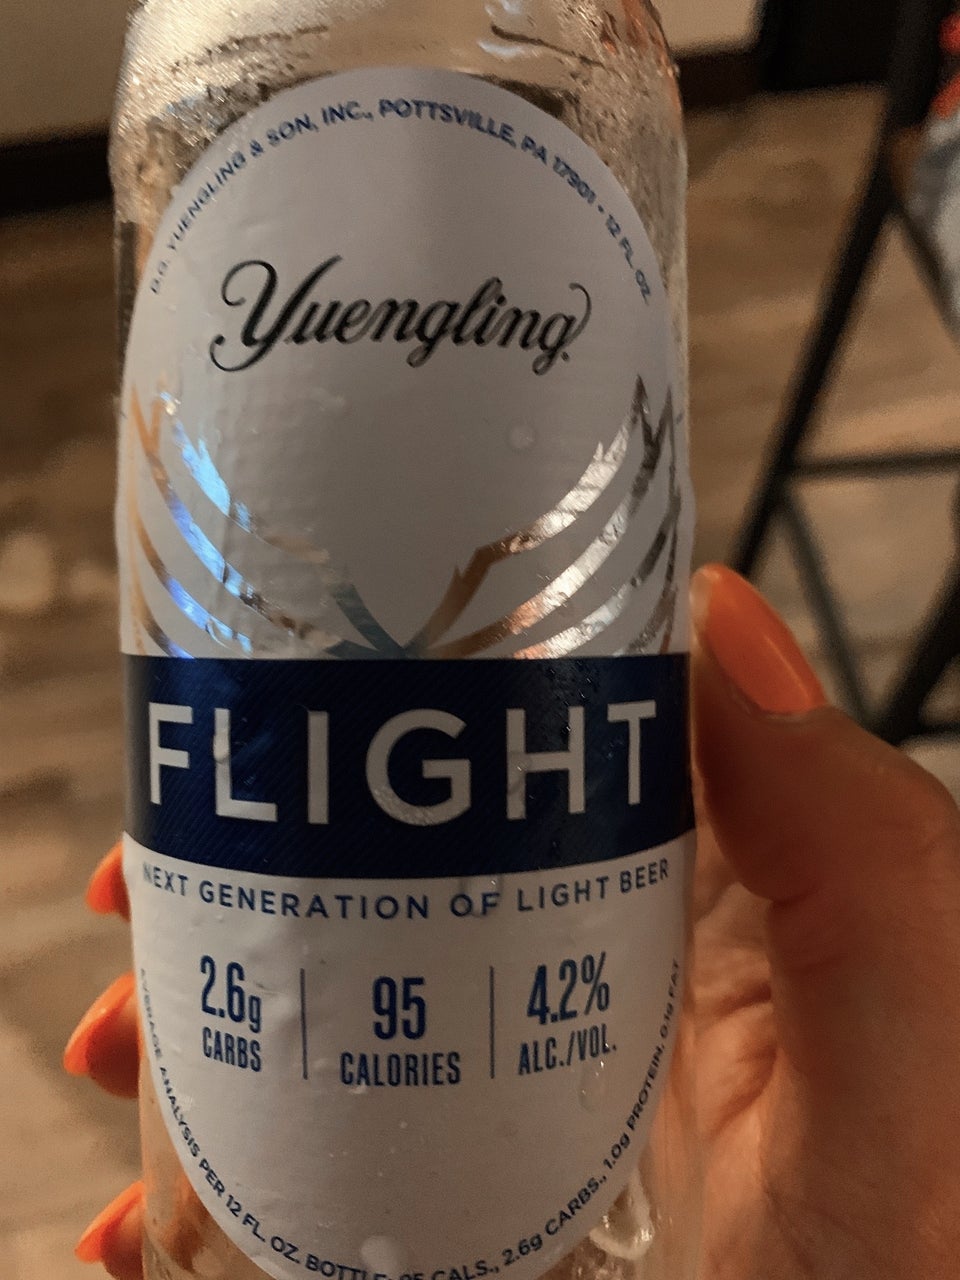 D.G. YUENGLING & SON, INC., POTTSVILLE, PA 17901 • 12 FL. OZ.
Yuengling
FLIGHT
NEXT GENERATION OF LIGHT BEER
2.6g CARBS
95 CALORIES
4.2% ALC./VOL.
AVERAGE ANALYSIS PER 12 FL. OZ. BOTTLE: 95 CALS., 2.6g CARBS., 1.0g PROTEIN, 0.1g FAT